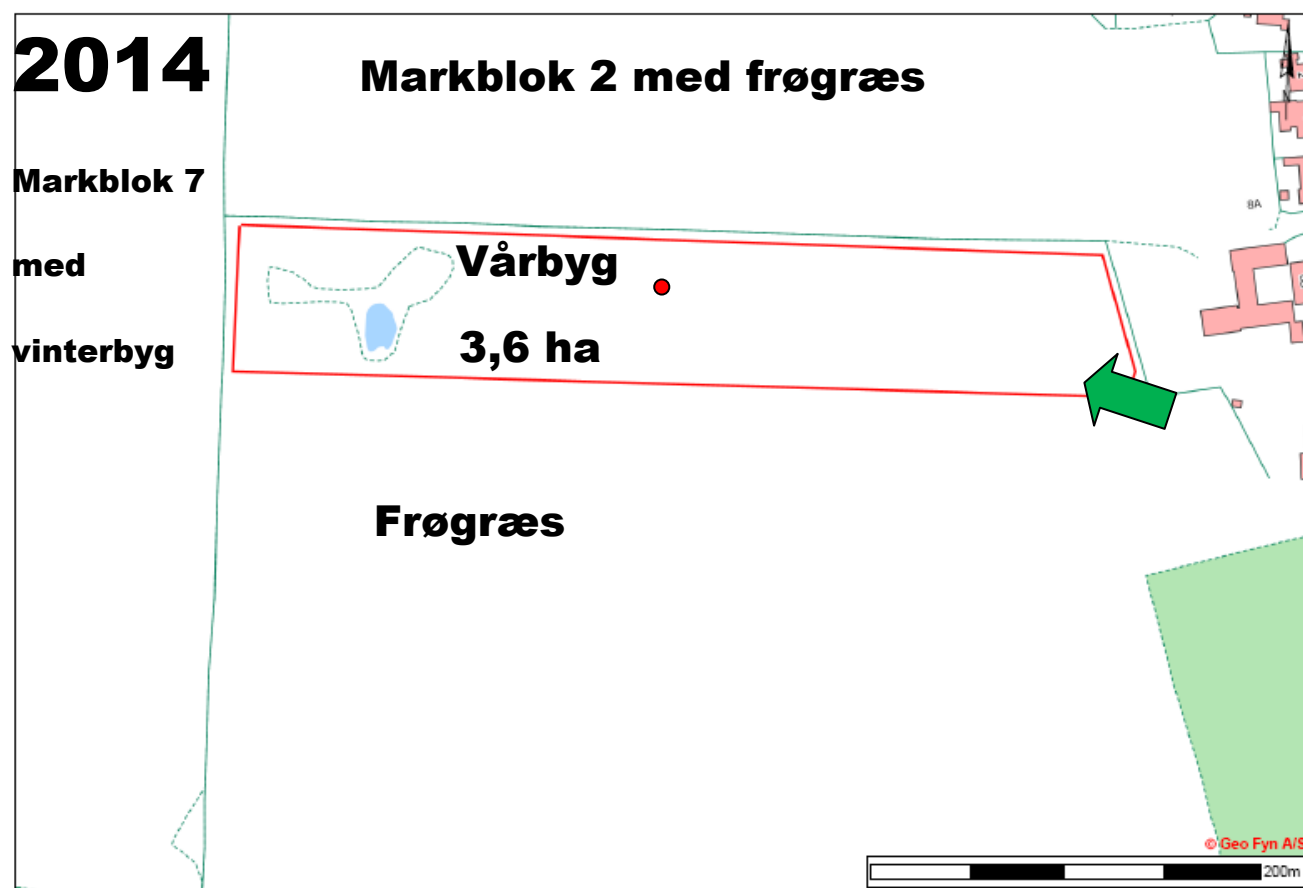 2014
Markblok 2 med frøgræs
Markblok 7
med
vinterbyg
8A
Vårbyg
3,6 ha
Frøgræs
© Geo Fyn A/S
200m